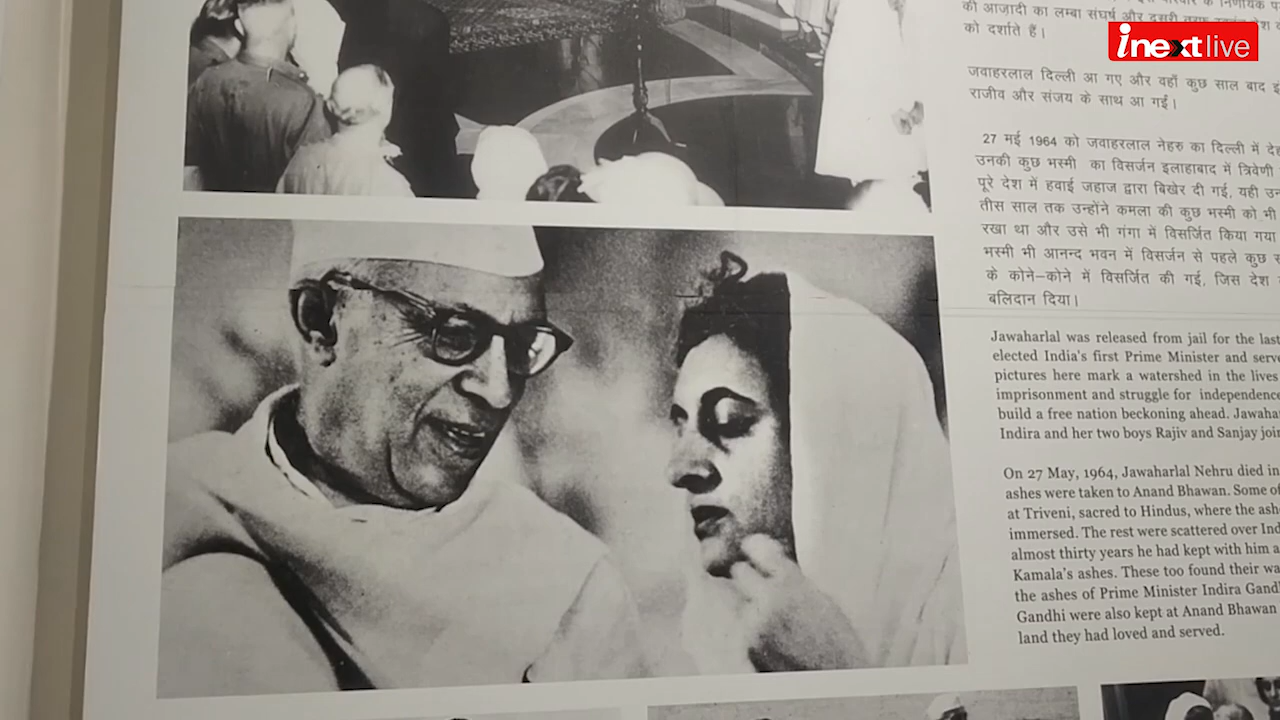 inextlive
की आज़ादी का लम्बा संघर्ष और दूसरी तरफ
को दर्शाते हैं।
जवाहरलाल दिल्ली आ गए और वहाँ कुछ साल बाद
राजीव और संजय के साथ आ गईं।
27 मई 1964 को जवाहरलाल नेहरु का दिल्ली में
उनकी कुछ भस्मी का विसर्जन इलाहाबाद में त्रिवेणी
पूरे देश में हवाई जहाज द्वारा बिखेर दी गई, यही
तीस साल तक उन्होंने कमला की कुछ भस्मी को भी
रखा था और उसे भी गंगा में विसर्जित किया गया
भस्मी भी आनन्द भवन में विसर्जन से पहले कुछ
के कोने–कोने में विसर्जित की गई, जिस देश
बलिदान दिया।
Jawaharlal was released from jail for the last
elected India's first Prime Minister and
pictures here mark a watershed in the lives
imprisonment and struggle for independence
build a free nation beckoning ahead.
Indira and her two boys Rajiv and Sanjay
On 27 May, 1964, Jawaharlal Nehru died in
ashes were taken to Anand Bhawan. Some of
at Triveni, sacred to Hindus, where the
immersed. The rest were scattered over
almost thirty years he had kept with him
Kamala's ashes. These too found their
the ashes of Prime Minister Indira
Gandhi were also kept at Anand Bhawan
land they had loved and served.